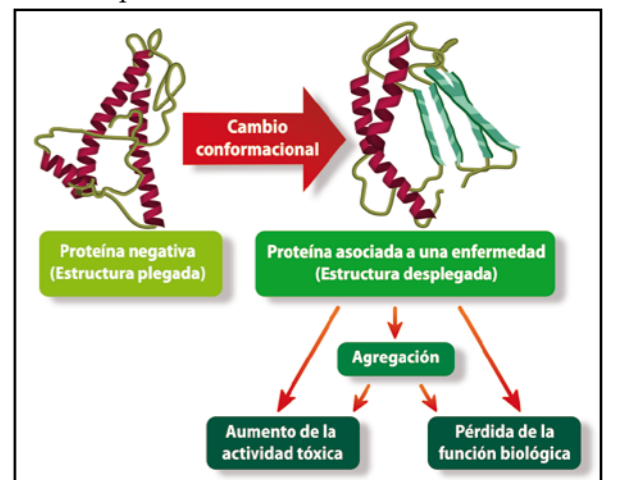 Cambio
conformacional
Proteína negativa
(Estructura plegada)
Proteína asociada a una enfermedad
(Estructura desplegada)
Agregación
Aumento de la
actividad tóxica
Pérdida de la
función biológica